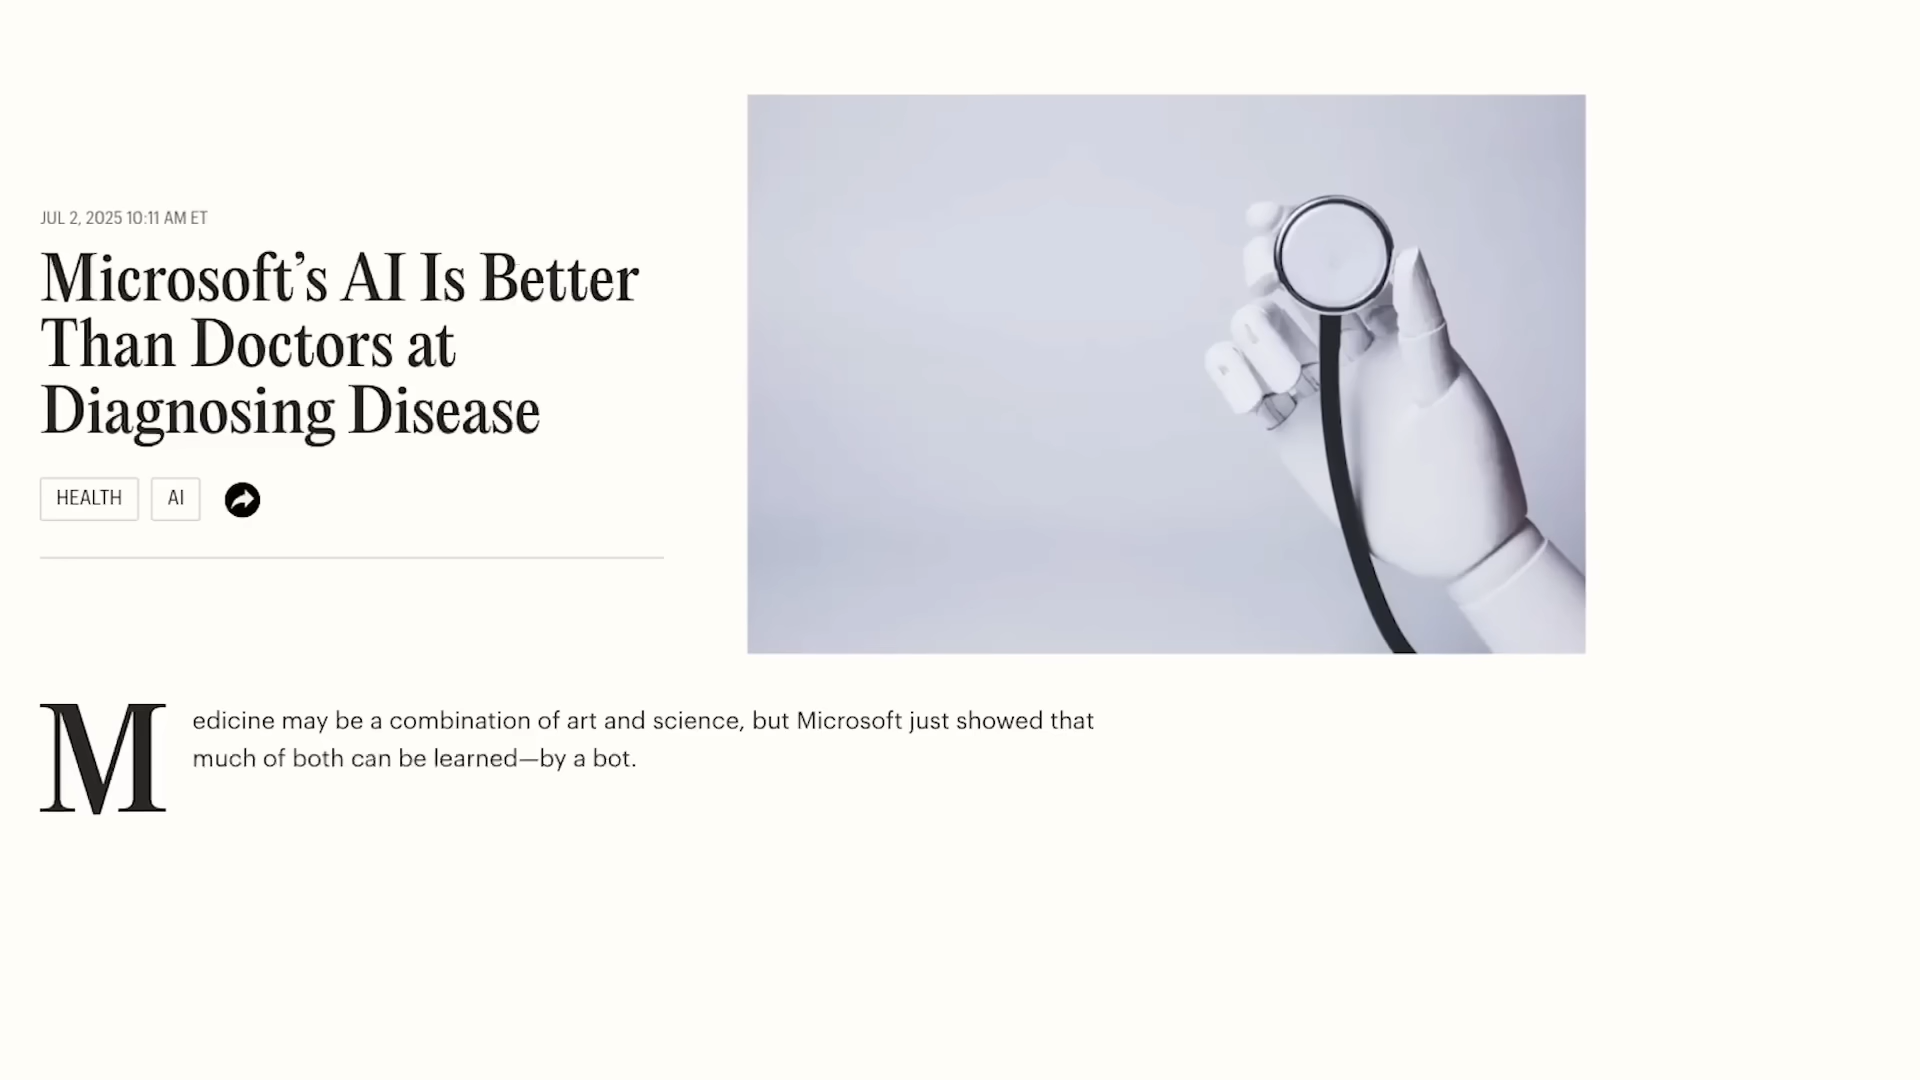 JUL 2, 2025 10:11 AM ET
Microsoft’s AI Is Better
Than Doctors at
Diagnosing Disease
HEALTH AI
Medicine may be a combination of art and science, but Microsoft just showed that
much of both can be learned—by a bot.